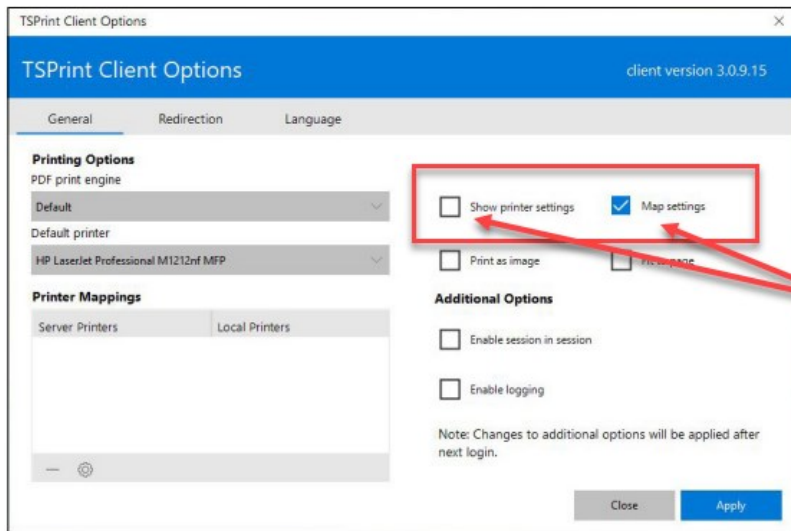 TSPrint Client Options
TSPrint Client Options
client version 3.0.9.15
General Redirection Language
Printing Options
PDF print engine
Default
Default printer
HP LaserJet Professional M1212nf MFP
Printer Mappings
Server Printers Local Printers
Show printer settings Map settings
Print as image page
Additional Options
Enable session in session
Enable logging
Note: Changes to additional options will be applied after
next login.
Close Apply